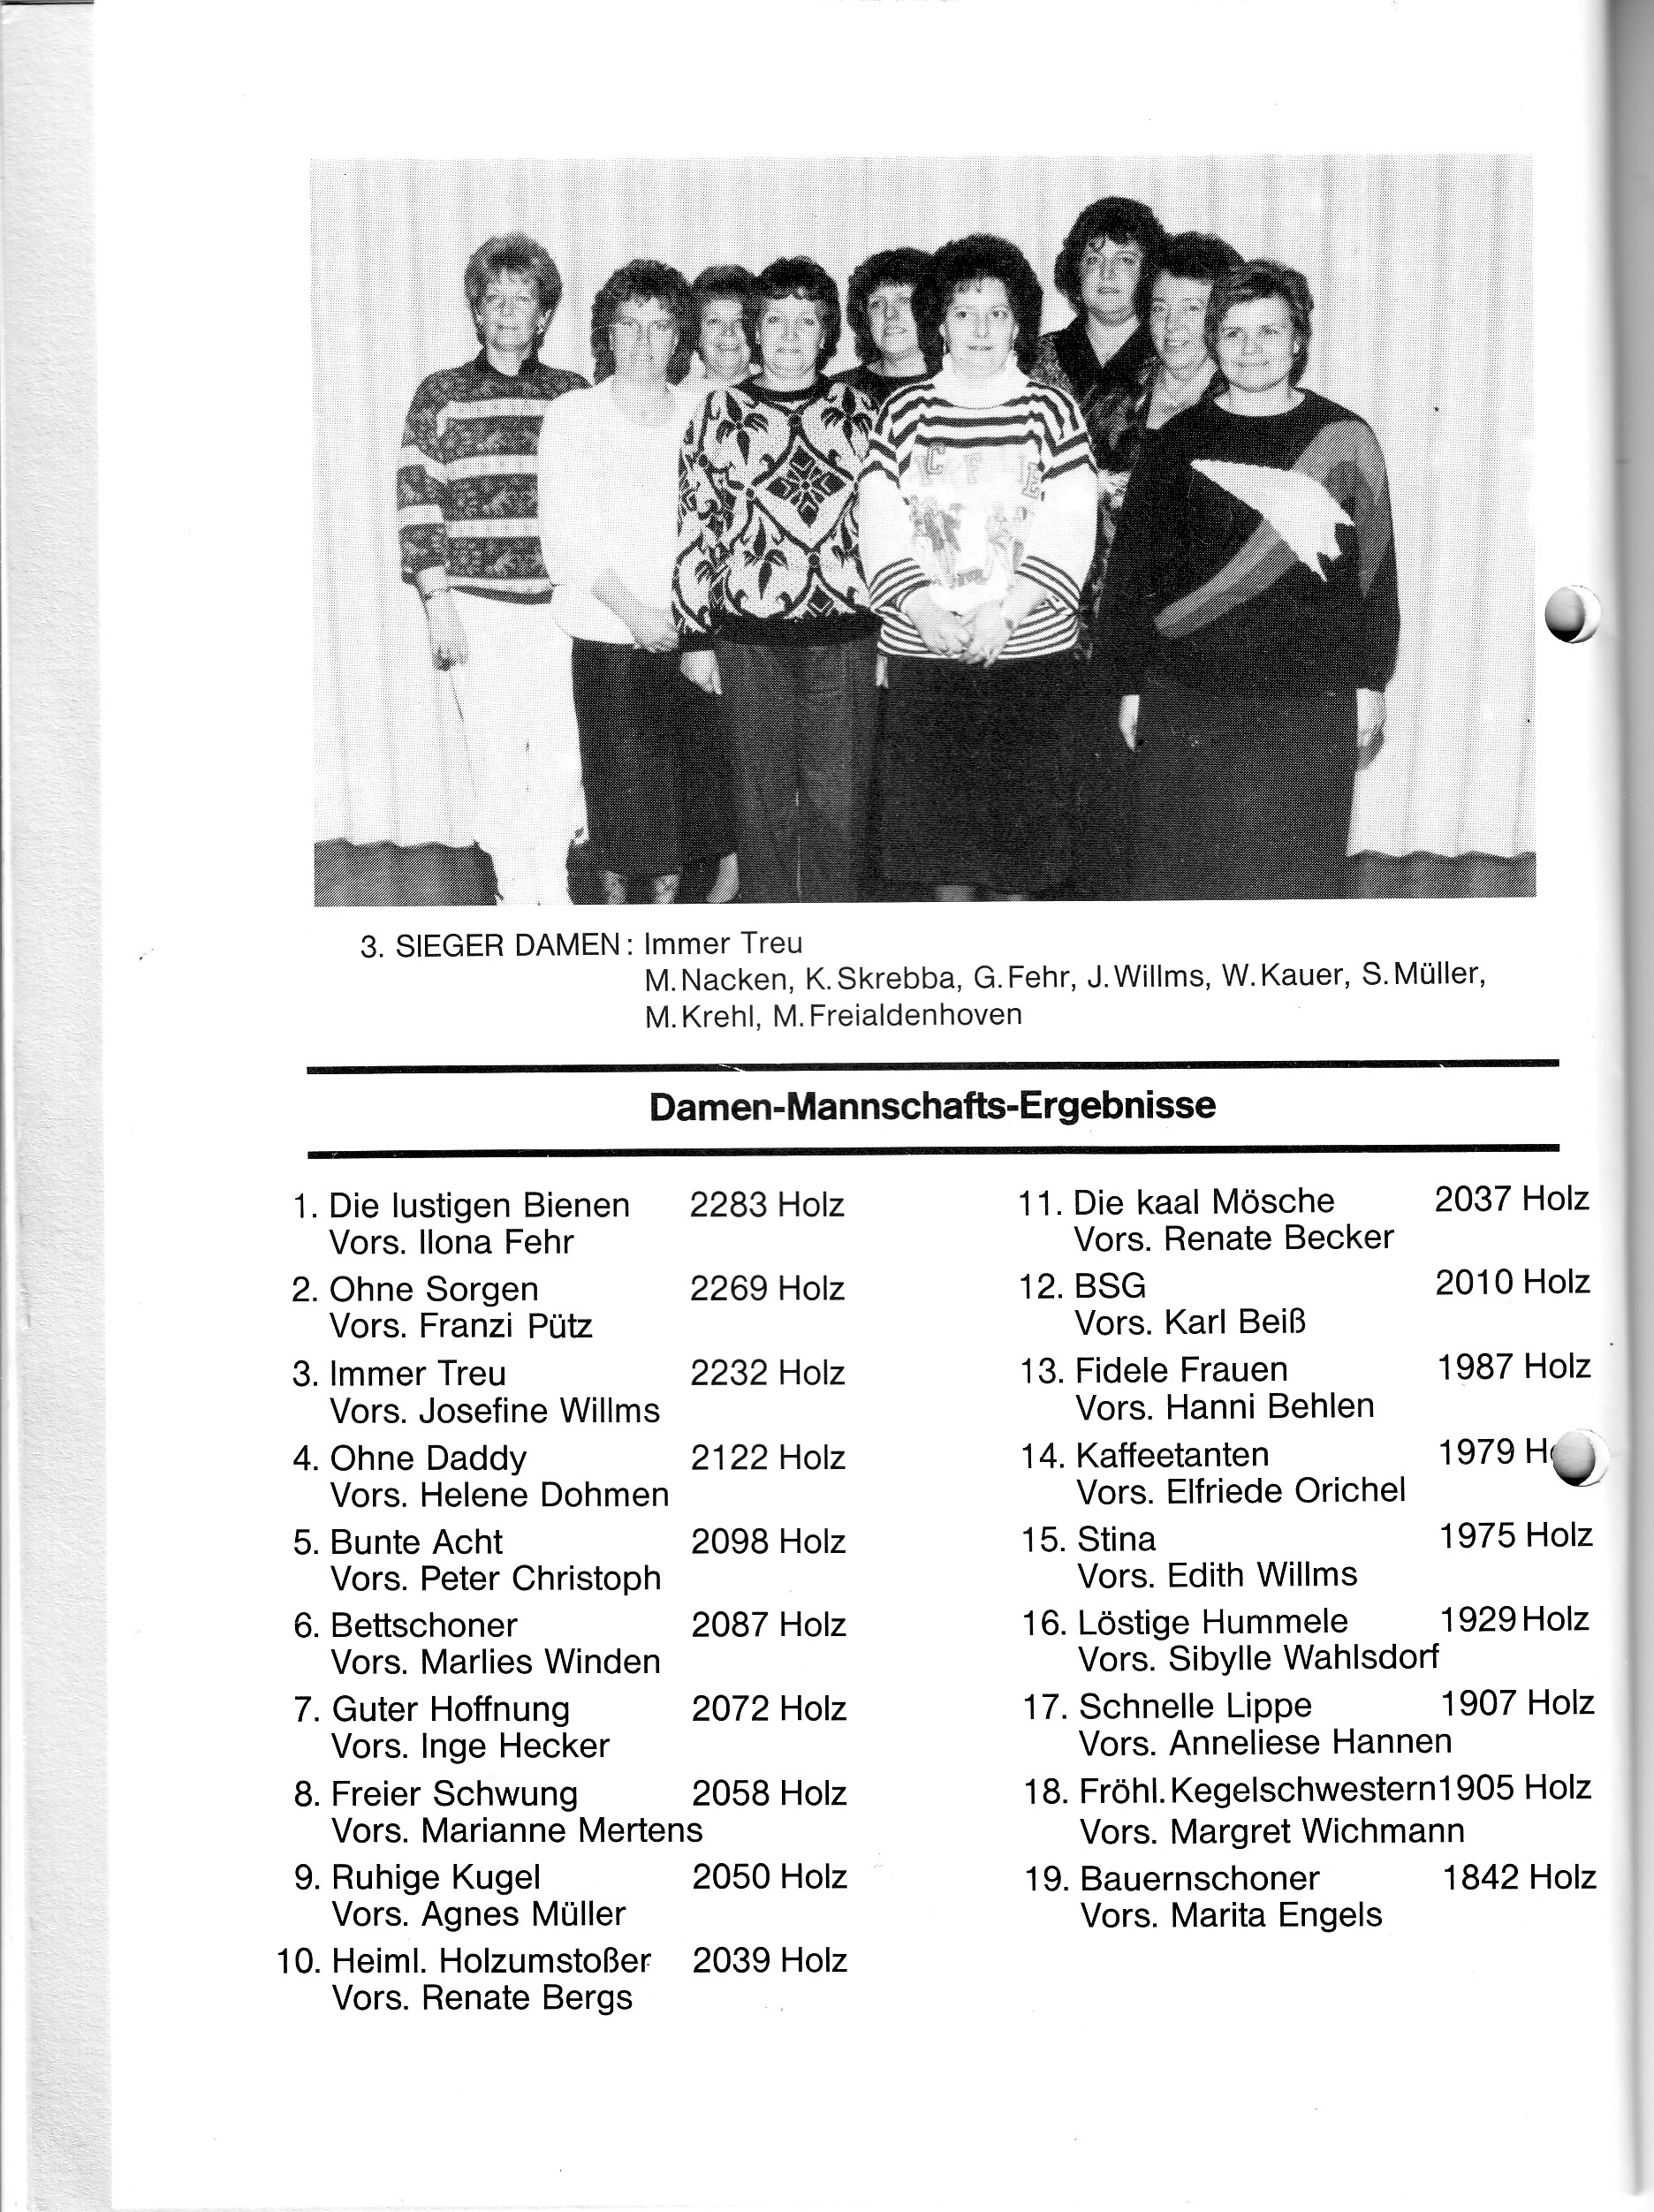 3. SIEGER DAMEN: Immer Treu
M. Nacken, K. Skrebba, G. Fehr, J. Willms, W. Kauer, S. Müller,
M. Krehl, M. Freialdenhoven
Damen-Mannschafts-Ergebnisse
1. Die lustigen Bienen 2283 Holz
Vors. Ilona Fehr
2. Ohne Sorgen 2269 Holz
Vors. Franzi Pütz
3. Immer Treu 2232 Holz
Vors. Josefine Willms
4. Ohne Daddy 2122 Holz
Vors. Helene Dohmen
5. Bunte Acht 2098 Holz
Vors. Peter Christoph
6. Bettschoner 2087 Holz
Vors. Marlies Winden
7. Guter Hoffnung 2072 Holz
Vors. Inge Hecker
8. Freier Schwung 2058 Holz
Vors. Marianne Mertens
9. Ruhige Kugel 2050 Holz
Vors. Agnes Müller
10. Heiml. Holzumstoßer 2039 Holz
Vors. Renate Bergs
11. Die kaal Mösche 2037 Holz
Vors. Renate Becker
12. BSG 2010 Holz
Vors. Karl Beiß
13. Fidele Frauen 1987 Holz
Vors. Hanni Behlen
14. Kaffeetanten 1979
Vors. Elfriede Orichel
15. Stina 1975 Holz
Vors. Edith Willms
16. Löstige Hummele 1929 Holz
Vors. Sibylle Wahlsdorf
17. Schnelle Lippe 1907 Holz
Vors. Anneliese Hannen
18. Fröhl. Kegelschwestern 1905 Holz
Vors. Margret Wichmann
19. Bauernschoner 1842 Holz
Vors. Marita Engels